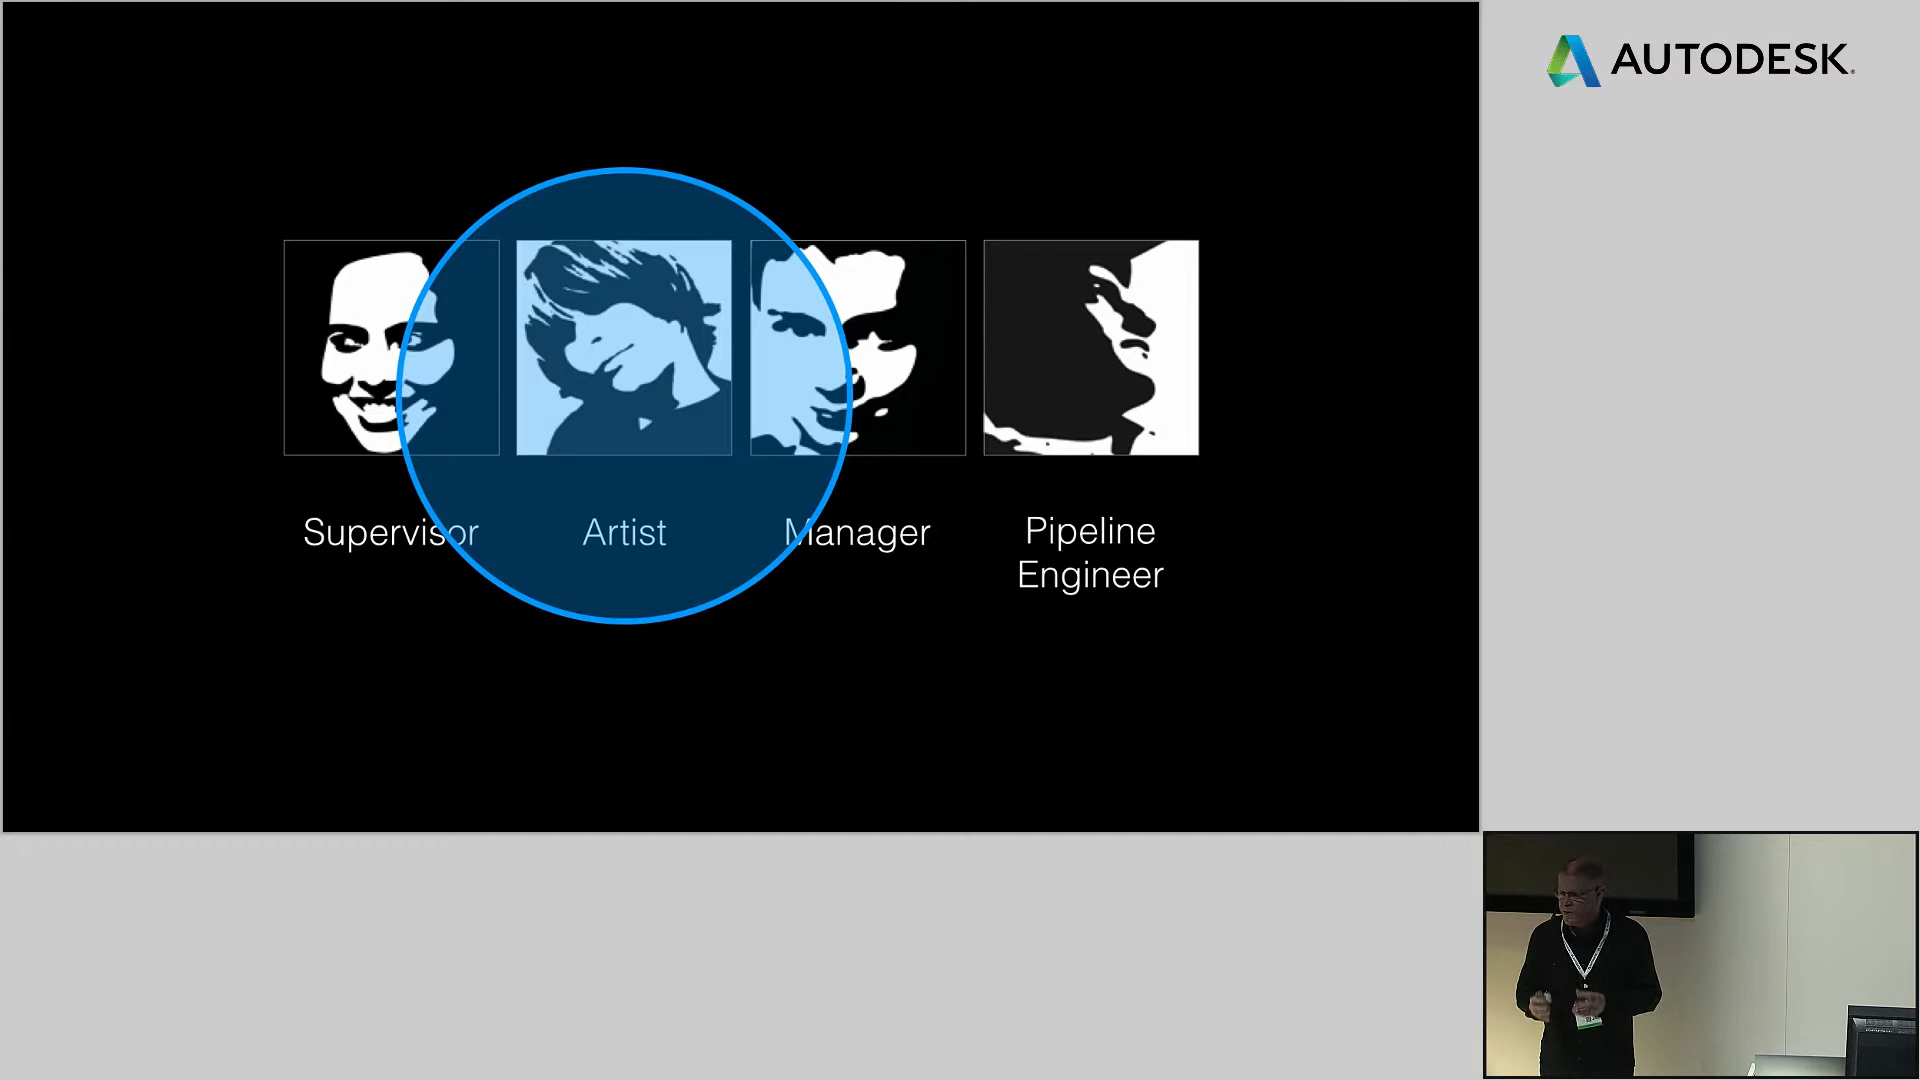 AUTODESK
Supervisor
Artist
Manager
Pipeline
Engineer